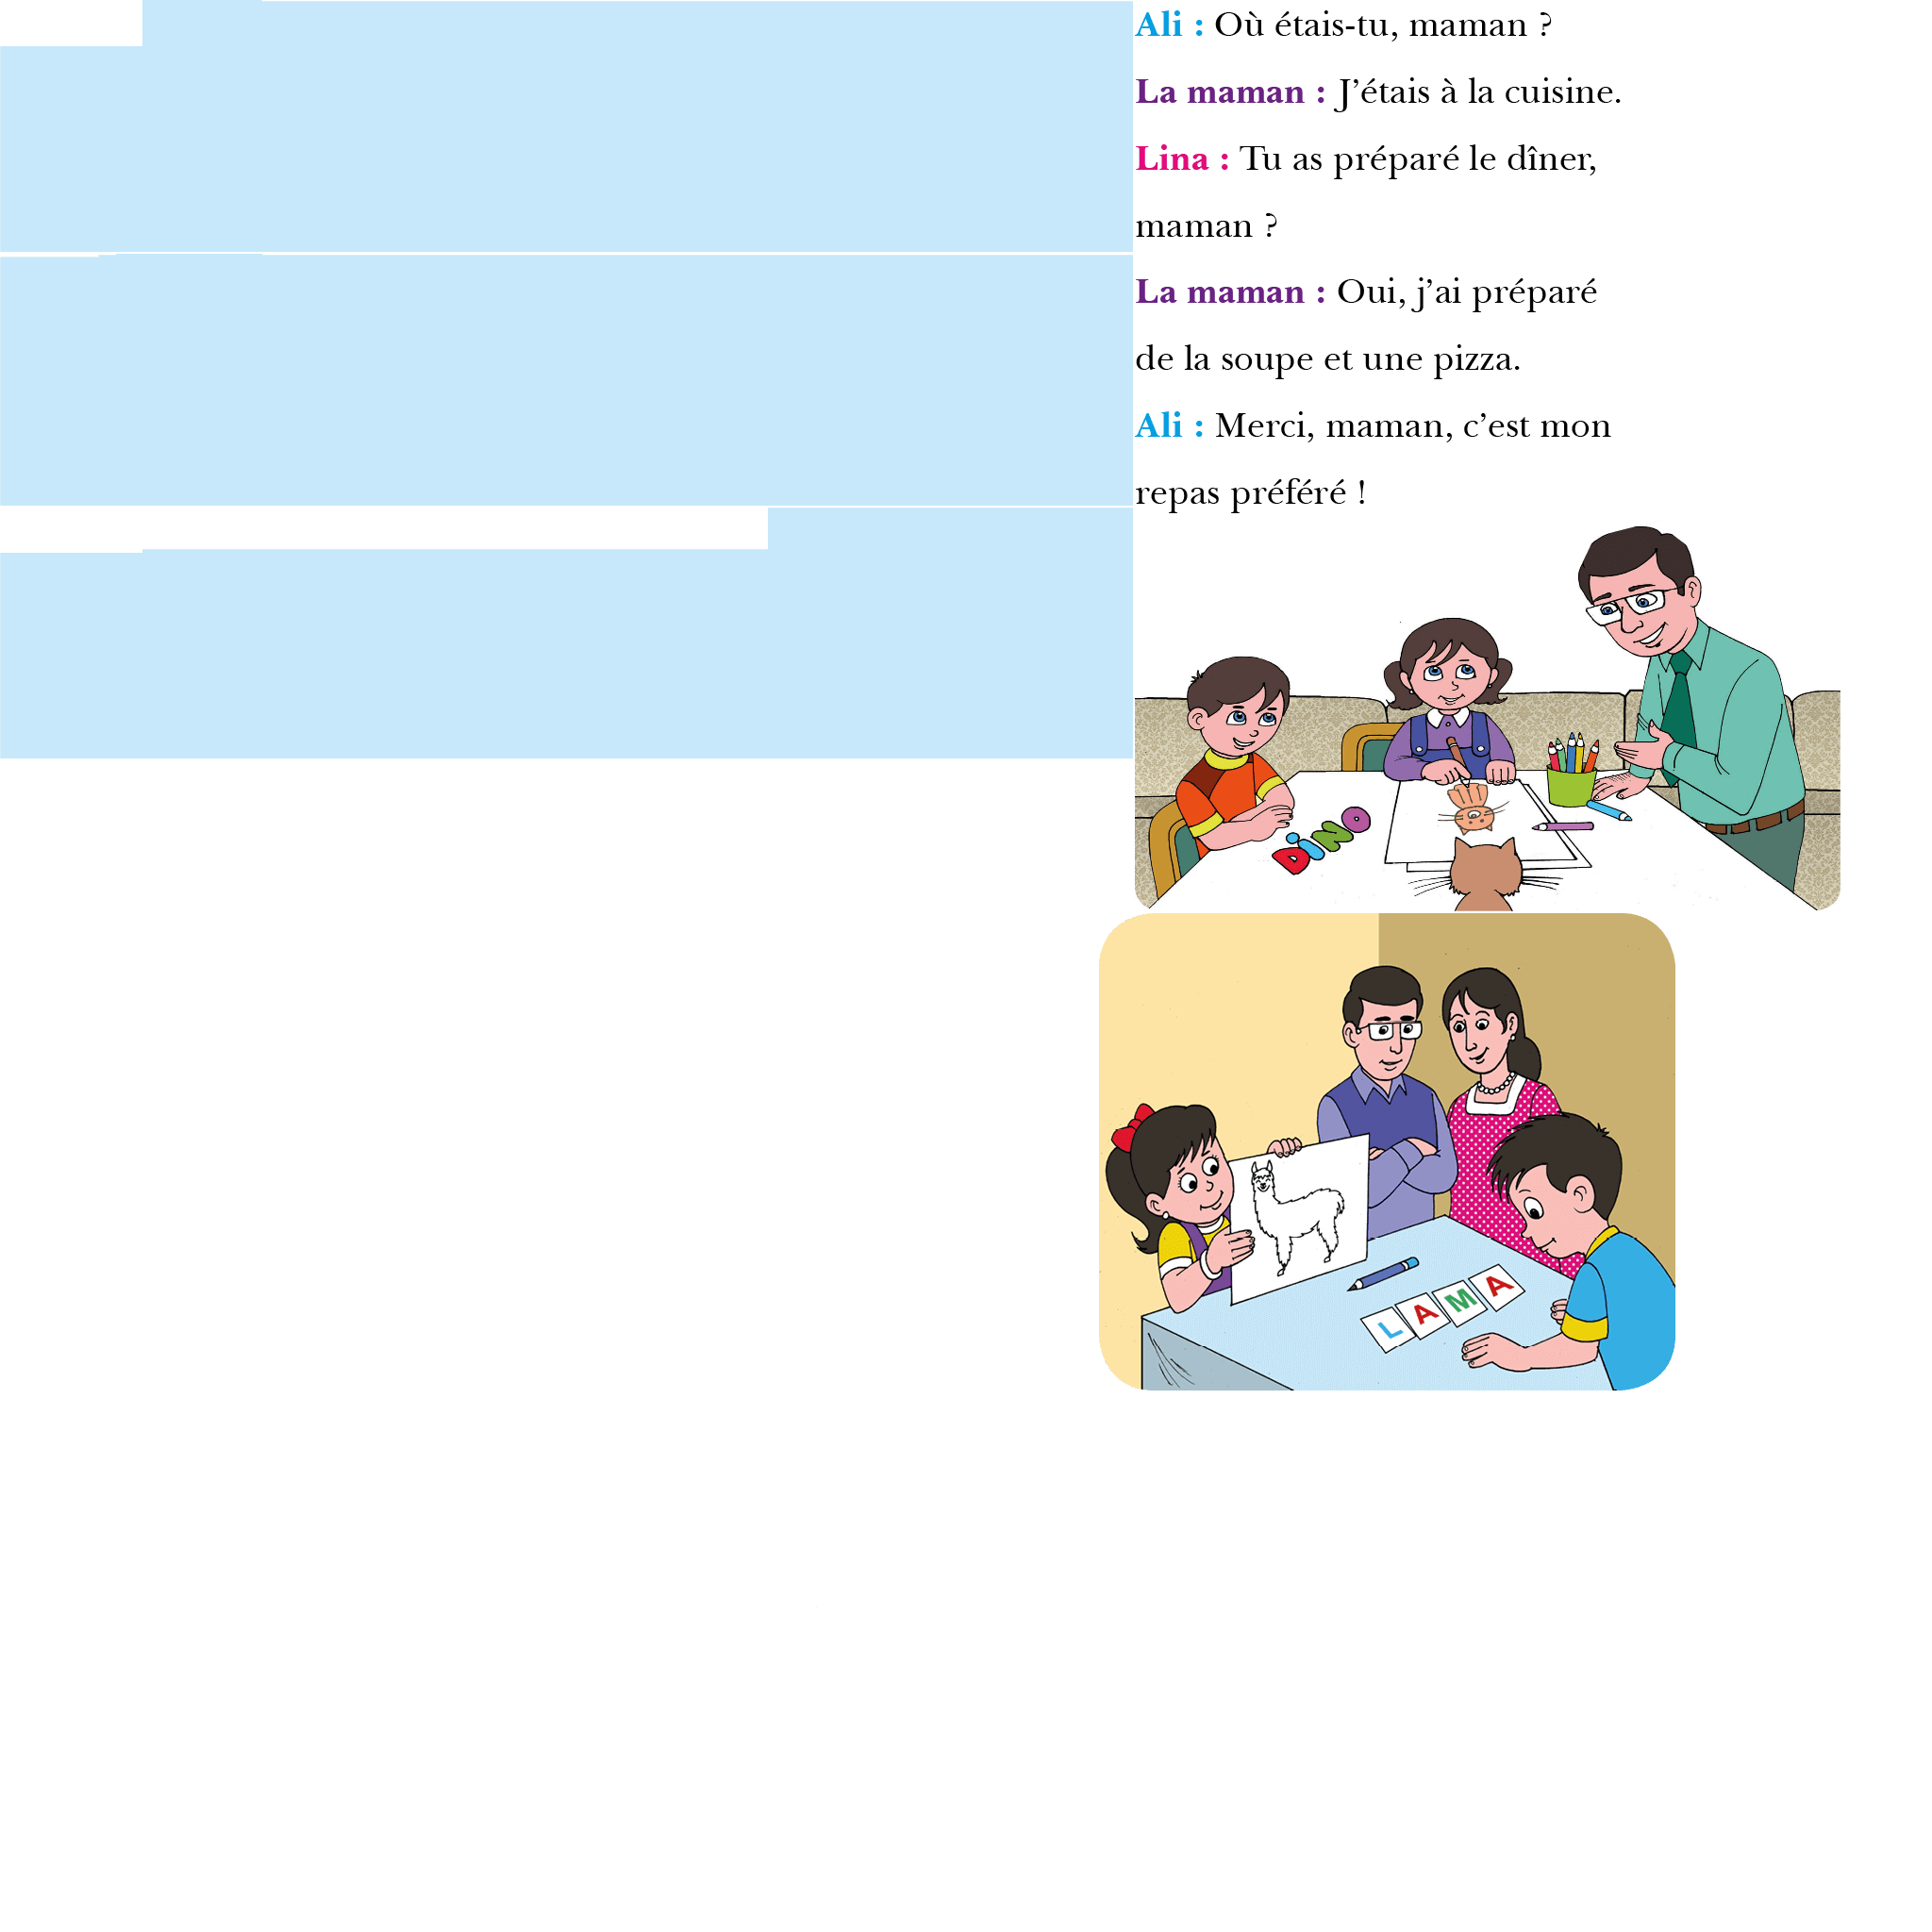 Ali : Où étais-tu, maman ?
La maman : J’étais à la cuisine.
Lina : Tu as préparé le dîner,
maman ?
La maman : Oui, j’ai préparé
de la soupe et une pizza.
Ali : Merci, maman, c’est mon
repas préféré !
DiNO
LAMA